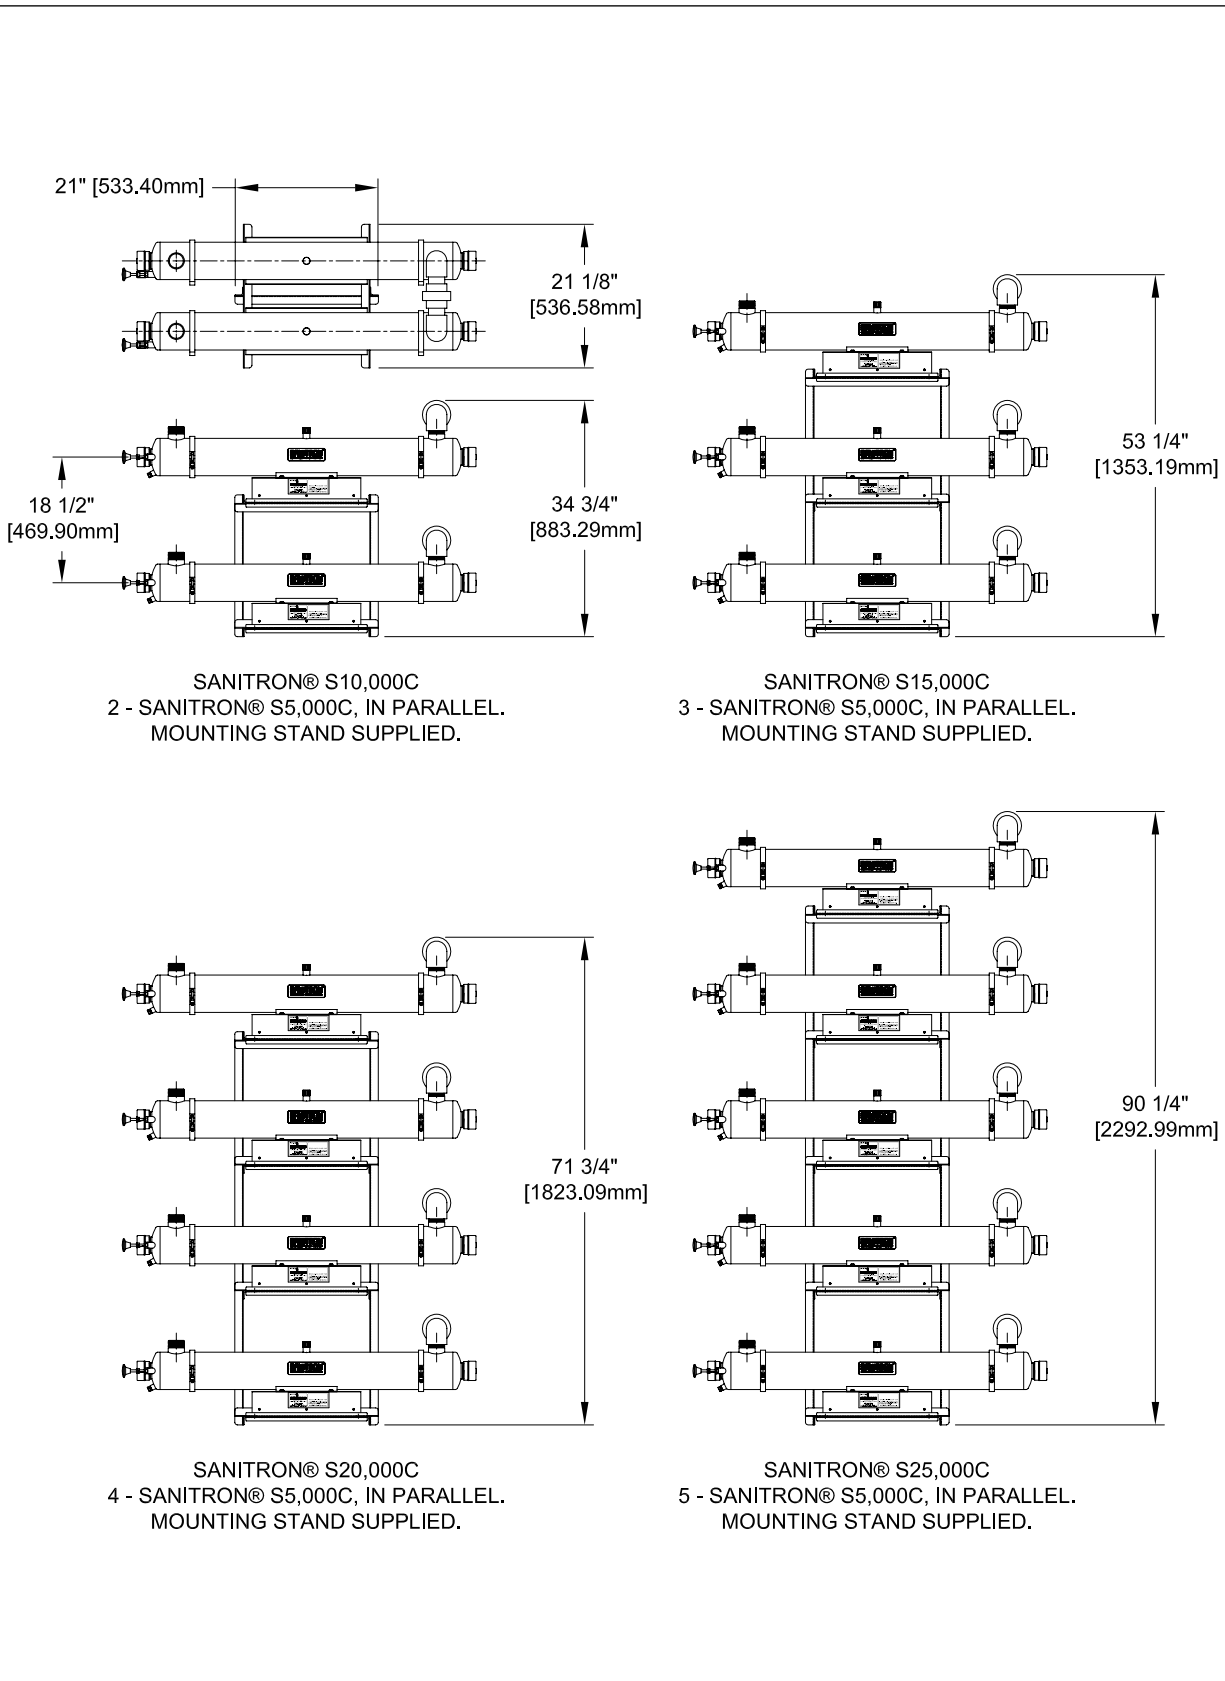 21" [533.40mm]
21 1/8"
[536.58mm]
18 1/2"
[469.90mm]
34 3/4"
[883.29mm]
SANITRON® S10,000C
2 - SANITRON® S5,000C, IN PARALLEL.
MOUNTING STAND SUPPLIED.
53 1/4"
[1353.19mm]
SANITRON® S15,000C
3 - SANITRON® S5,000C, IN PARALLEL.
MOUNTING STAND SUPPLIED.
71 3/4"
[1823.09mm]
SANITRON® S20,000C
4 - SANITRON® S5,000C, IN PARALLEL.
MOUNTING STAND SUPPLIED.
90 1/4"
[2292.99mm]
SANITRON® S25,000C
5 - SANITRON® S5,000C, IN PARALLEL.
MOUNTING STAND SUPPLIED.